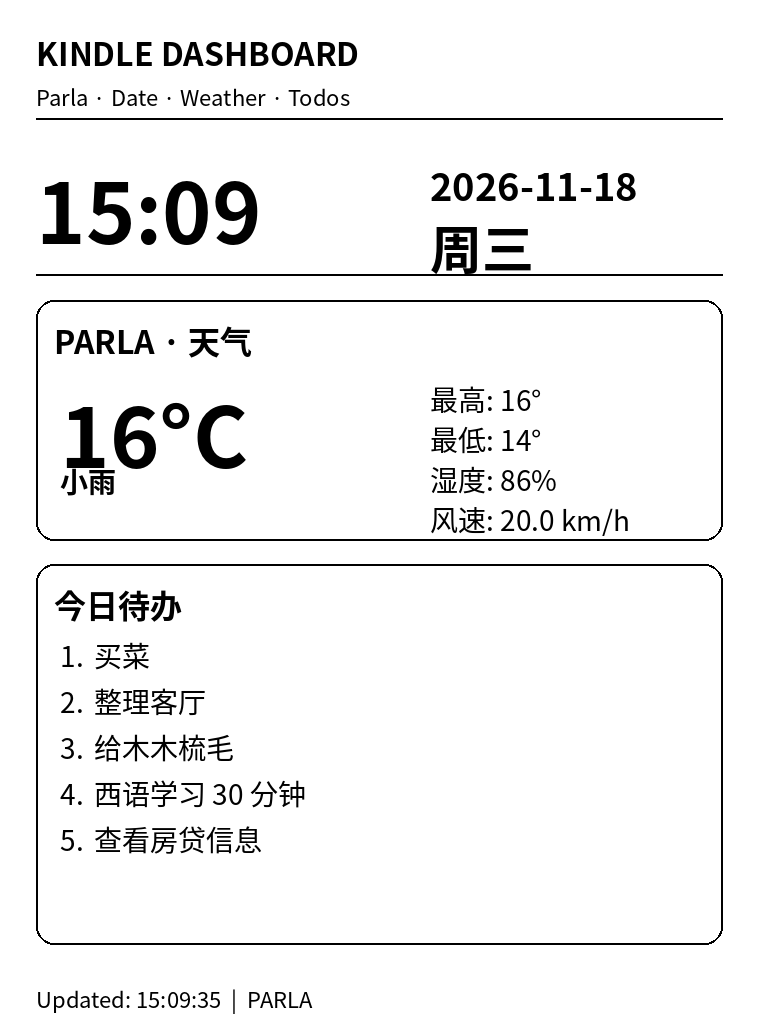 KINDLE DASHBOARD
Parla · Date · Weather · Todos
15:09
2026-11-18
周三
PARLA · 天气
16°C
小雨
最高: 16°
最低: 14°
湿度: 86%
风速: 20.0 km/h
今日待办
1. 买菜
2. 整理客厅
3. 给木木梳毛
4. 西语学习 30 分钟
5. 查看房贷信息
Updated: 15:09:35 | PARLA